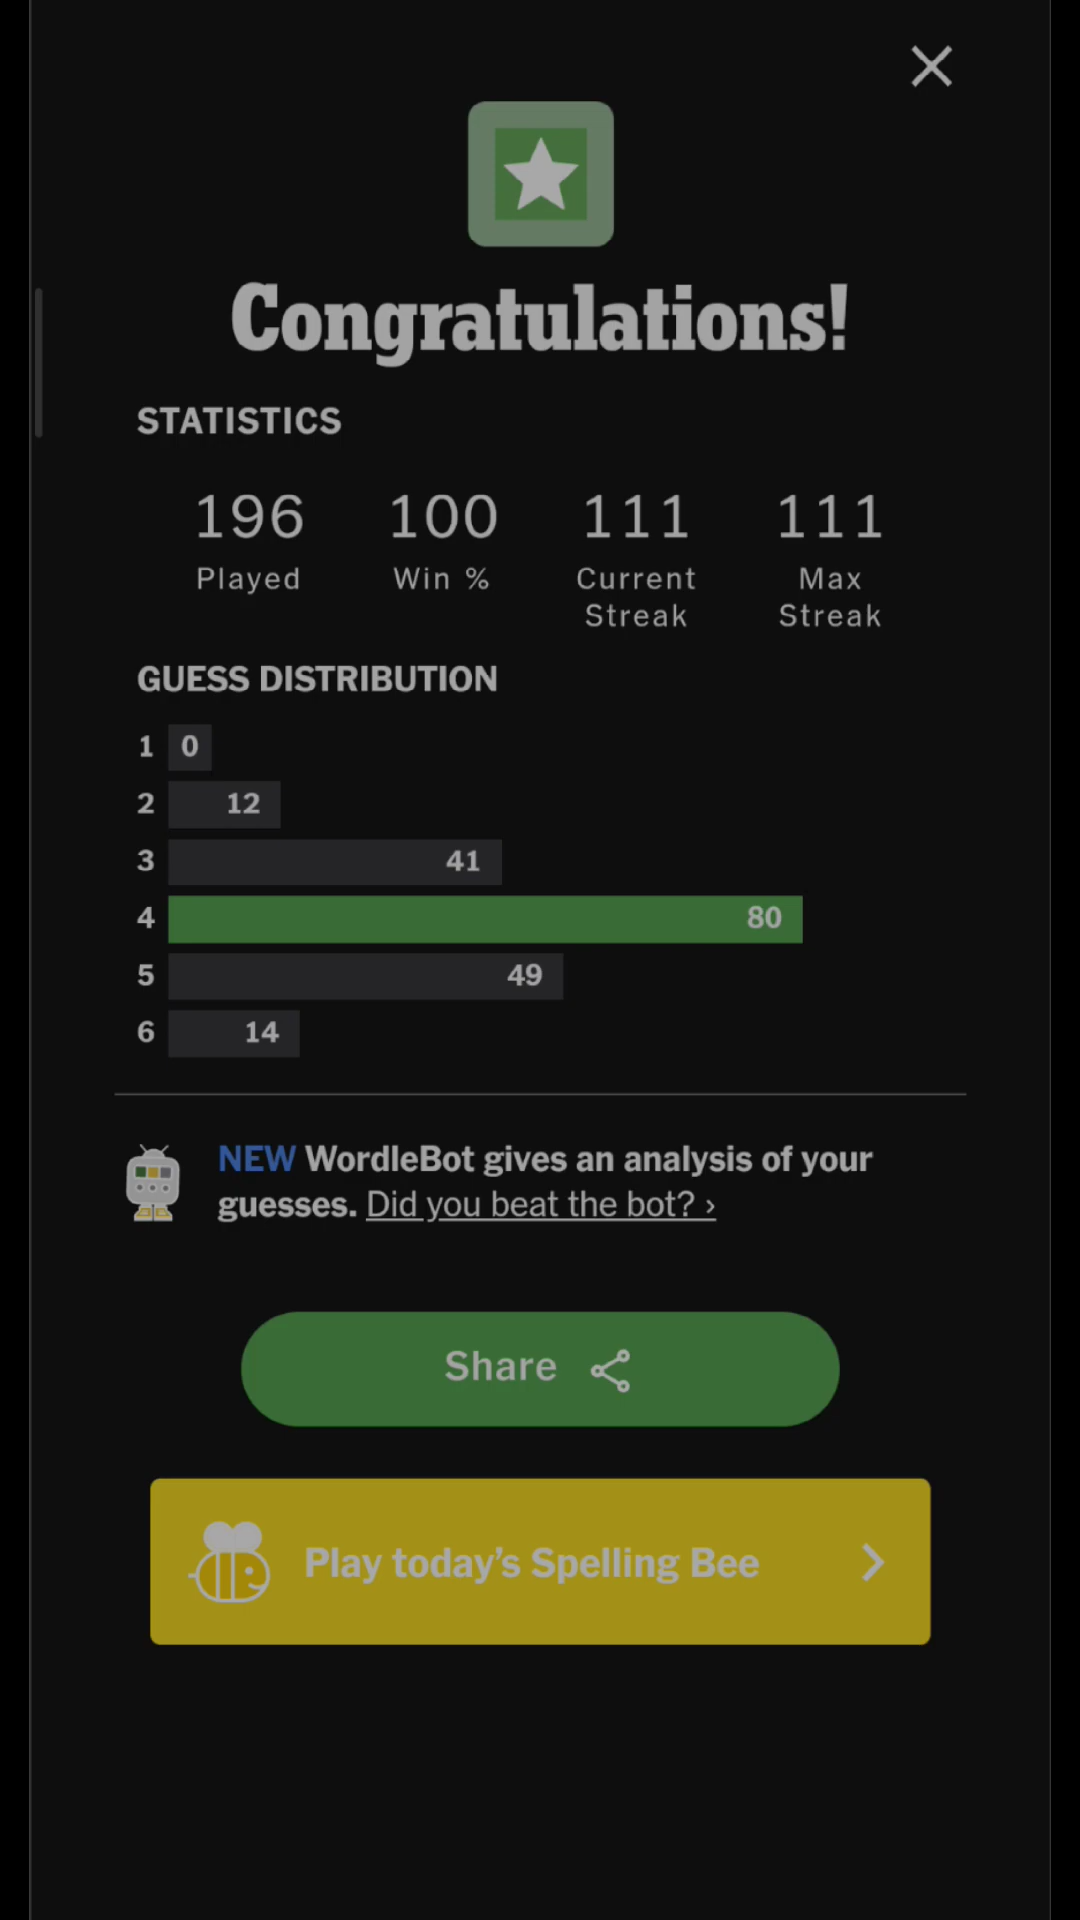 Congratulations!
STATISTICS
196 100 111 111
Played Win % Current Streak Max Streak
GUESS DISTRIBUTION
1 0
2 12
3 41
4 80
5 49
6 14
NEW WordleBot gives an analysis of your
guesses. Did you beat the bot? ›
Share
Play today’s Spelling Bee